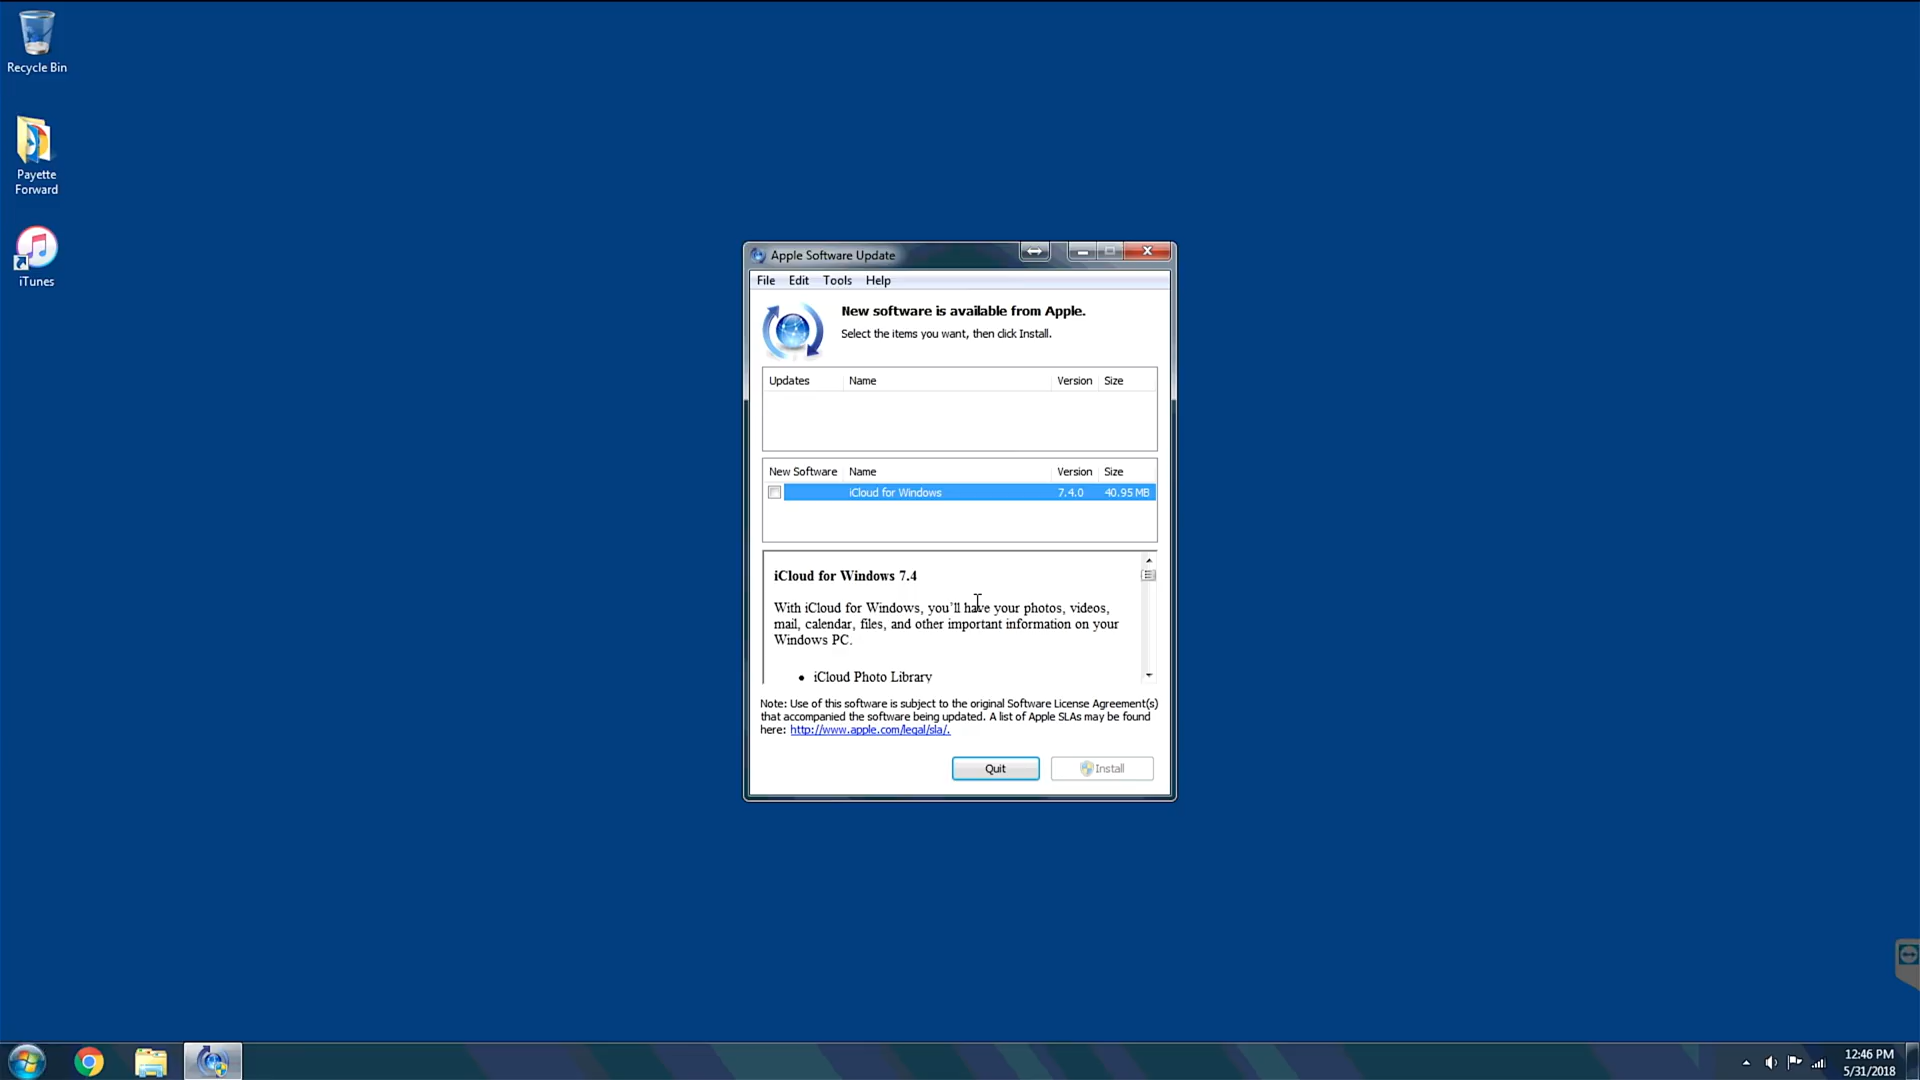 Recycle Bin
Payette
Forward
iTunes
Apple Software Update
File Edit Tools Help
New software is available from Apple.
Select the items you want, then click Install.
Updates Name Version Size
New Software Name Version Size
iCloud for Windows 7.4.0 40.95 MB
iCloud for Windows 7.4
With iCloud for Windows, you'll have your photos, videos,
mail, calendar, files, and other important information on your
Windows PC.
• iCloud Photo Library
Note: Use of this software is subject to the original Software License Agreement(s)
that accompanied the software being updated. A list of Apple SLAs may be found
here: http://www.apple.com/legal/sla/.
Quit Install
12:46 PM
5/31/2018